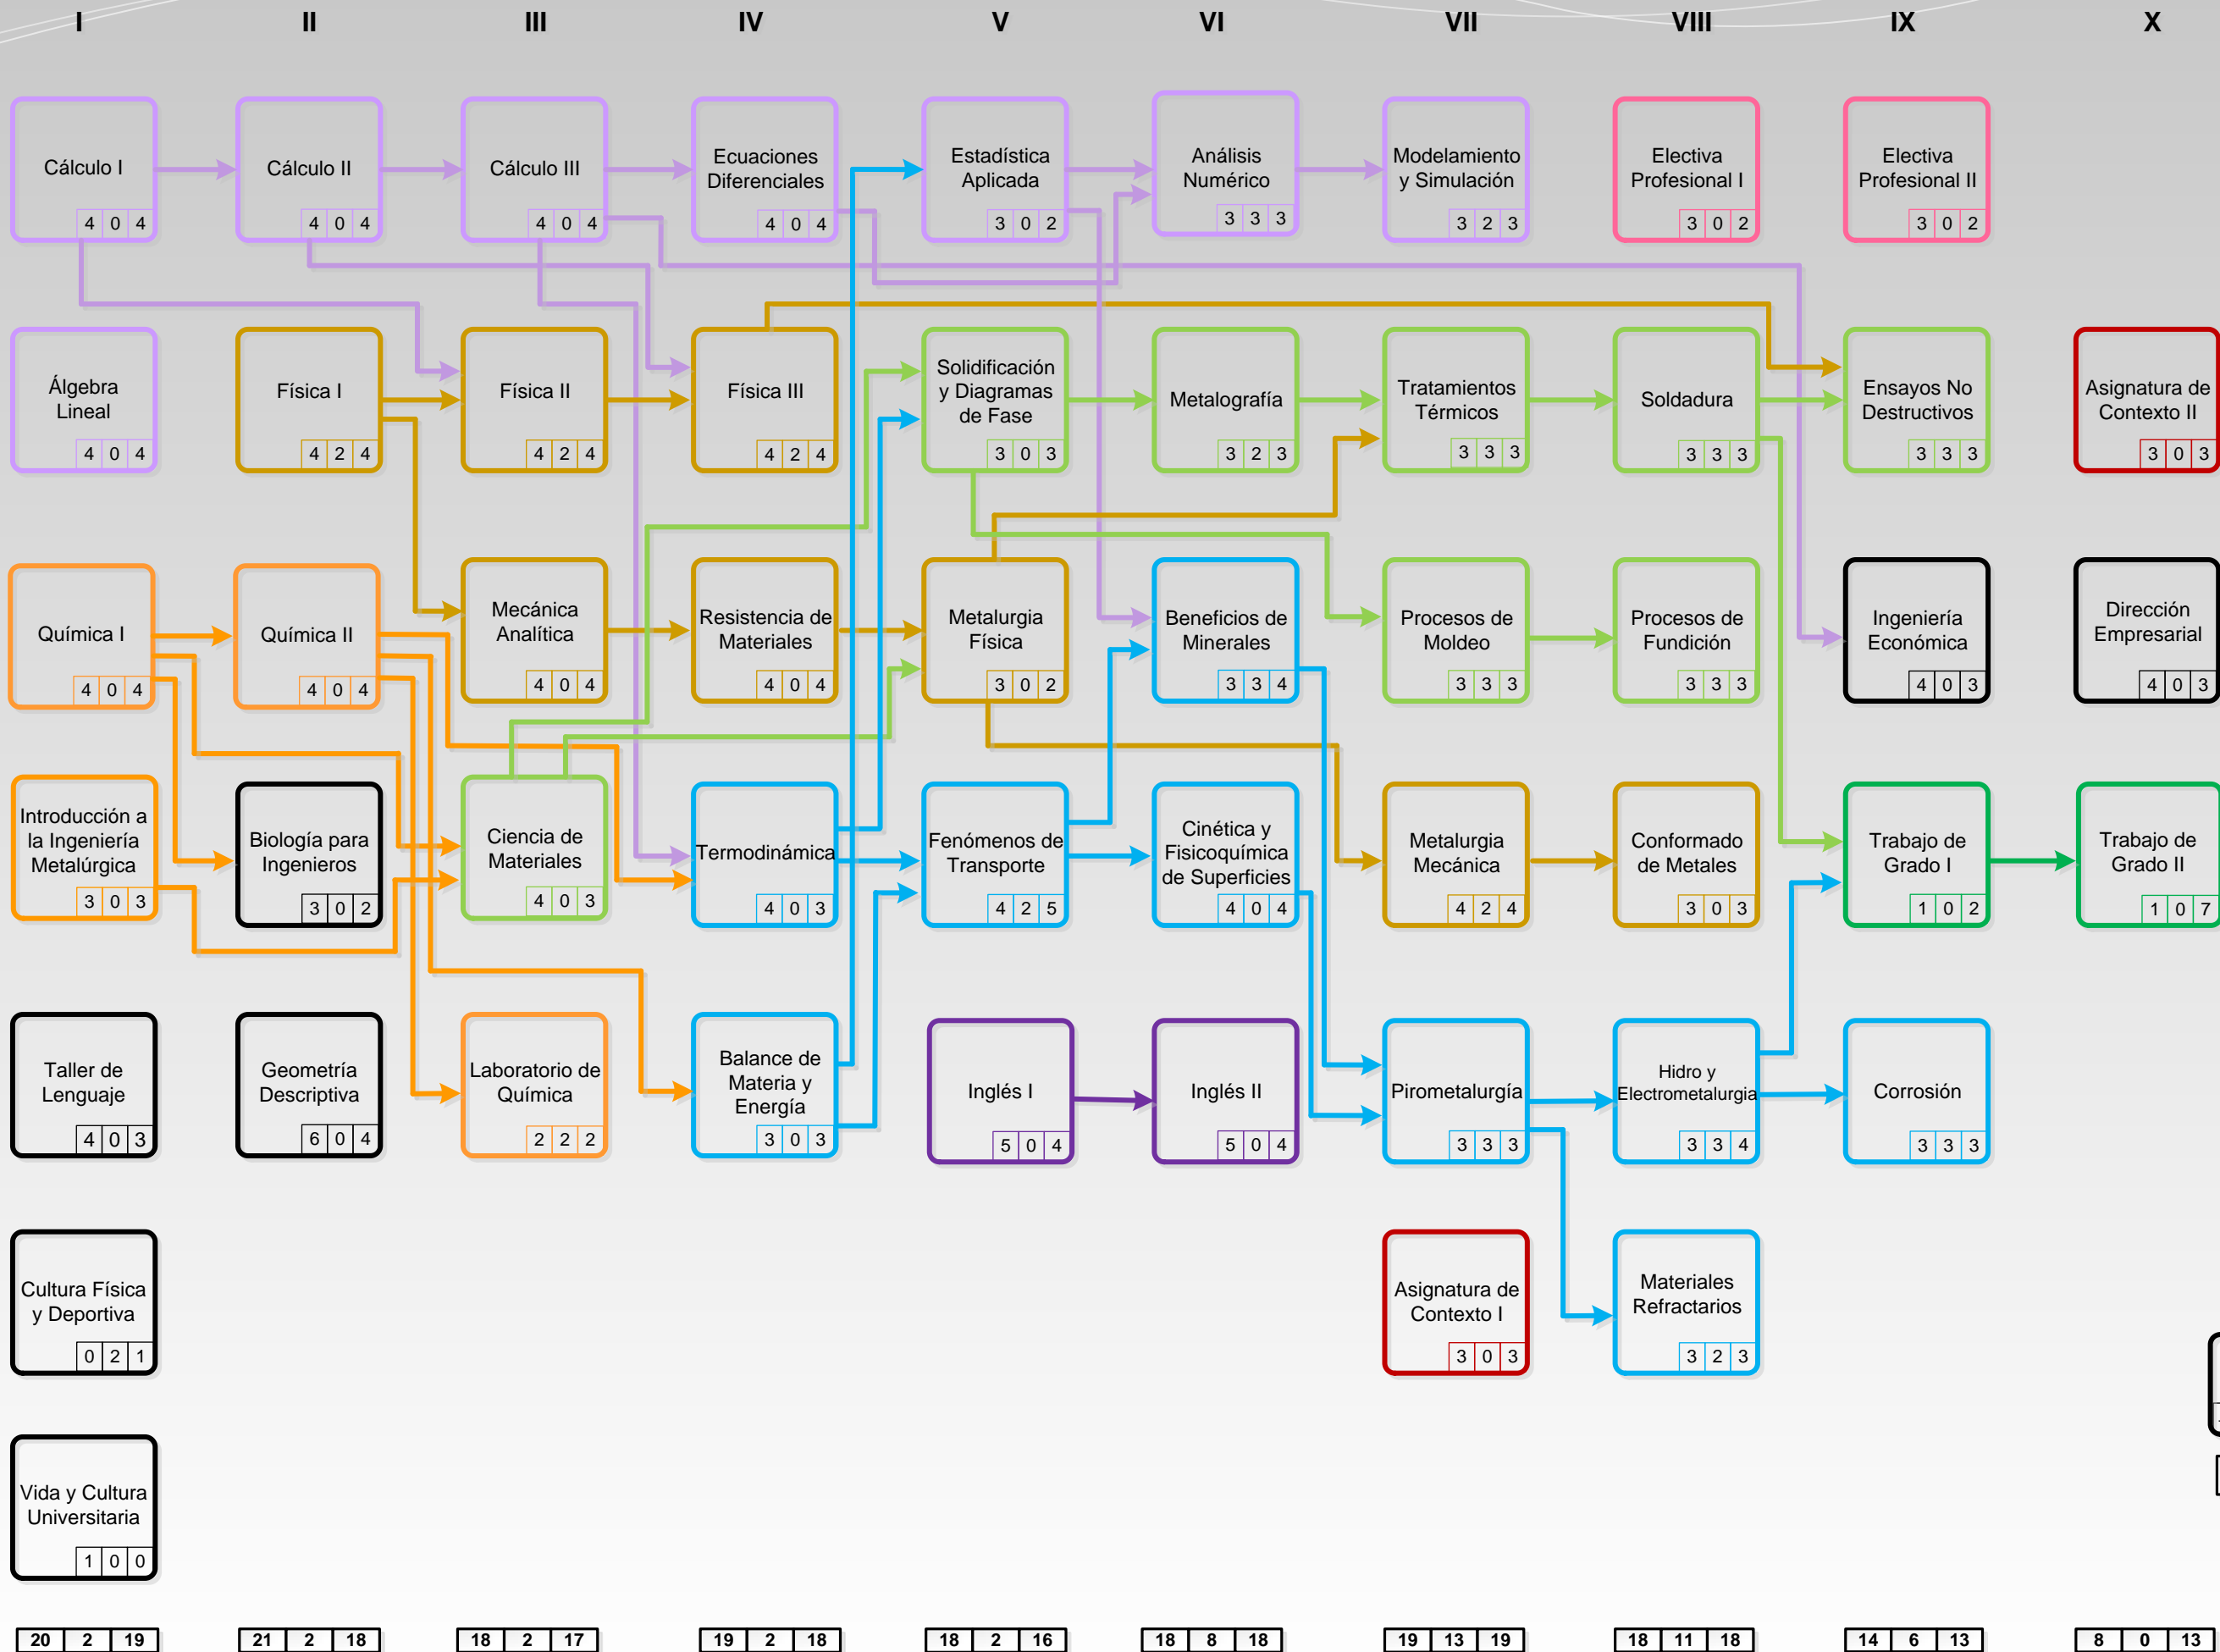 I II III IV V VI VII VIII IX X
Cálculo I
4 0 4
Cálculo II
4 0 4
Cálculo III
4 0 4
Ecuaciones
Diferenciales
4 0 4
Estadística
Aplicada
3 0 2
Análisis
Numérico
3 3 3
Modelamiento
y Simulación
3 2 3
Electiva
Profesional I
3 0 2
Electiva
Profesional II
3 0 2
Álgebra
Lineal
4 0 4
Física I
4 2 4
Física II
4 2 4
Física III
4 2 4
Solidificación
y Diagramas
de Fase
3 0 3
Metalografía
3 2 3
Tratamientos
Térmicos
3 3 3
Soldadura
3 3 3
Ensayos No
Destructivos
3 3 3
Asignatura de
Contexto II
3 0 3
Química I
4 0 4
Química II
4 0 4
Mecánica
Analítica
4 0 4
Resistencia de
Materiales
4 0 4
Metalurgia
Física
3 0 2
Beneficios de
Minerales
3 3 4
Procesos de
Moldeo
3 3 3
Procesos de
Fundición
3 3 3
Ingeniería
Económica
4 0 3
Dirección
Empresarial
4 0 3
Introducción a
la Ingeniería
Metalúrgica
3 0 3
Biología para
Ingenieros
3 0 2
Ciencia de
Materiales
4 0 3
Termodinámica
4 0 3
Fenómenos de
Transporte
4 2 5
Cinética y
Fisicoquímica
de Superficies
4 0 4
Metalurgia
Mecánica
4 2 4
Conformado
de Metales
3 0 3
Trabajo de
Grado I
1 0 2
Trabajo de
Grado II
1 0 7
Taller de
Lenguaje
4 0 3
Geometría
Descriptiva
6 0 4
Laboratorio de
Química
2 2 2
Balance de
Materia y
Energía
3 0 3
Inglés I
5 0 4
Inglés II
5 0 4
Pirometalurgía
3 3 3
Hidro y
Electrometalurgia
3 3 4
Corrosión
3 3 3
Cultura Física
y Deportiva
0 2 1
Asignatura de
Contexto I
3 0 3
Materiales
Refractarios
3 2 3
Vida y Cultura
Universitaria
1 0 0
20 2 19
21 2 18
18 2 17
19 2 18
18 2 16
18 8 18
19 13 19
18 11 18
14 6 13
8 0 13